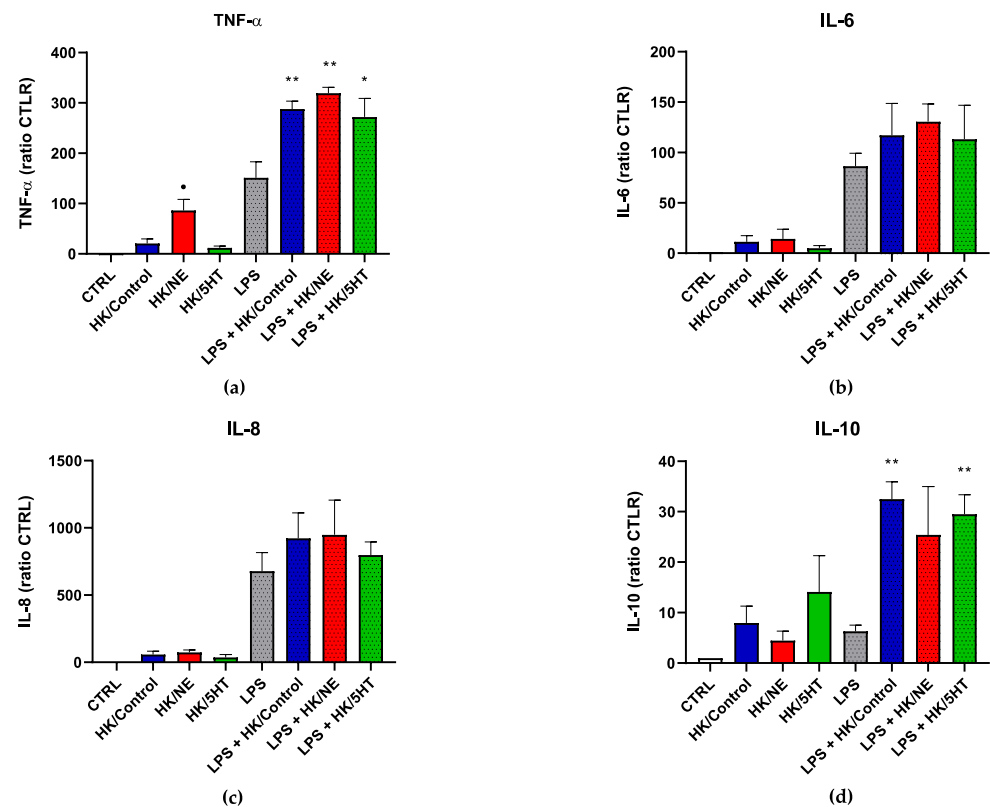 TNF-α
TNF-α (ratio CTLR)
400
300
200
100
0
•
**
**
*
CTRL
HK/Control
HK/NE
HK/5HT
LPS
LPS + HK/Control
LPS + HK/NE
LPS + HK/5HT
(a)
IL-6
IL-6 (ratio CTLR)
200
150
100
50
0
CTRL
HK/Control
HK/NE
HK/5HT
LPS
LPS + HK/Control
LPS + HK/NE
LPS + HK/5HT
(b)
IL-8
IL-8 (ratio CTRL)
1500
1000
500
0
CTRL
HK/Control
HK/NE
HK/5HT
LPS
LPS + HK/Control
LPS + HK/NE
LPS + HK/5HT
(c)
IL-10
IL-10 (ratio CTLR)
40
30
20
10
0
**
**
CTRL
HK/Control
HK/NE
HK/5HT
LPS
LPS + HK/Control
LPS + HK/NE
LPS + HK/5HT
(d)